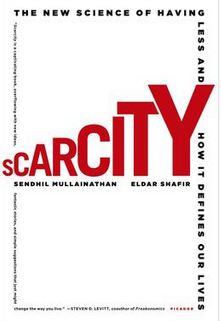 THE NEW SCIENCE OF HAVING
LESS AND
HOW IT DEFINES OUR LIVES
SCARCITY
SENDHIL MULLAINATHAN ELDAR SHAFIR
"Scarcity is a captivating book, overflowing with new ideas,
fantastic stories, and simple suggestions that just might
change the way you live." —STEVEN D. LEVITT, coauthor of Freakonomics
PICADOR